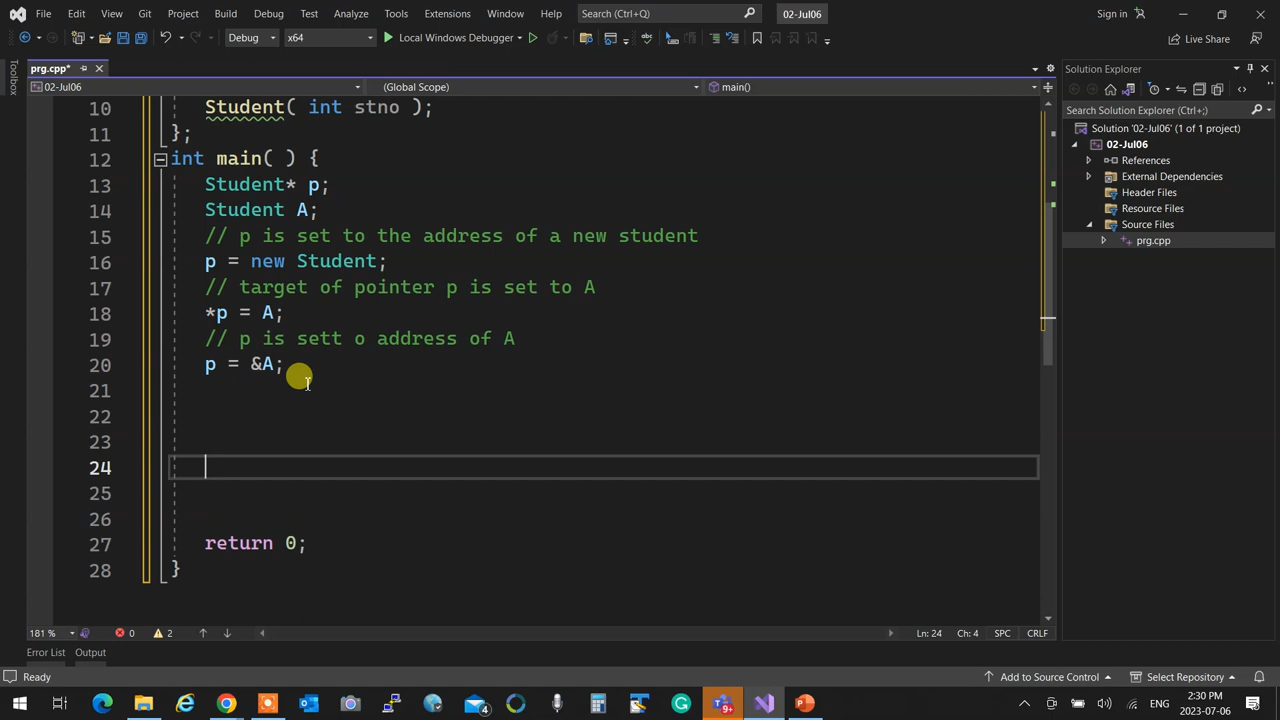 File Edit View Git Project Build Debug Test Analyze Tools Extensions Window Help Search (Ctrl+Q) 02-Jul06 Sign in
Debug x64 Local Windows Debugger Live Share
Toolbox
prg.cpp*
02-Jul06 (Global Scope) main()
10 Student( int stno );
11 };
12 int main( ) {
13 Student* p;
14 Student A;
15 // p is set to the address of a new student
16 p = new Student;
17 // target of pointer p is set to A
18 *p = A;
19 // p is sett o address of A
20 p = &A;
21
22
23
24
25
26
27 return 0;
28 }
181 % 0 2 Ln: 24 Ch: 4 SPC CRLF
Error List Output
Solution Explorer
Search Solution Explorer (Ctrl+;)
Solution '02-Jul06' (1 of 1 project)
02-Jul06
References
External Dependencies
Header Files
Resource Files
Source Files
prg.cpp
Ready Add to Source Control Select Repository
4 9+ ENG 2:30 PM
2023-07-06